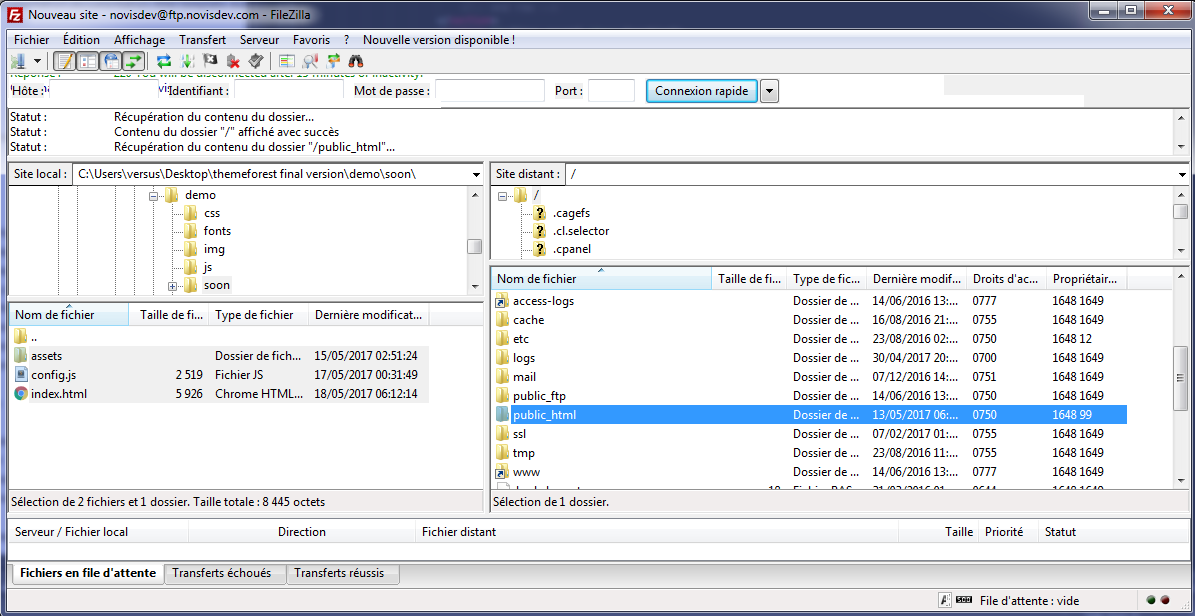 Nouveau site - novisdev@ftp.novisdev.com - FileZilla
Fichier Édition Affichage Transfert Serveur Favoris ? Nouvelle version disponible !
Réponse : 220 You will be disconnected after 15 minutes of inactivity.
Hôte : Identifiant : Mot de passe : Port : Connexion rapide
Statut : Récupération du contenu du dossier...
Statut : Contenu du dossier "/" affiché avec succès
Statut : Récupération du contenu du dossier "/public_html"...
Site local : C:\Users\versus\Desktop\themeforest final version\demo\soon\
demo
css
fonts
img
js
soon
Site distant : /
/
.cagefs
.cl.selector
.cpanel
Nom de fichier Taille de fi... Type de fichier Dernière modificat...
..
assets Dossier de fich... 15/05/2017 02:51:24
config.js 2 519 Fichier JS 17/05/2017 00:31:49
index.html 5 926 Chrome HTML... 18/05/2017 06:12:14
Sélection de 2 fichiers et 1 dossier. Taille totale : 8 445 octets
Nom de fichier Taille de fi... Type de fic... Dernière modif... Droits d'ac... Propriétair...
access-logs Dossier de ... 14/06/2016 13:... 0777 1648 1649
cache Dossier de ... 16/08/2016 21:... 0755 1648 1649
etc Dossier de ... 23/08/2016 02:... 0750 1648 12
logs Dossier de ... 30/04/2017 20:... 0700 1648 1649
mail Dossier de ... 07/12/2016 14:... 0751 1648 1649
public_ftp Dossier de ... 14/06/2016 13:... 0755 1648 1649
public_html Dossier de ... 13/05/2017 06:... 0750 1648 99
ssl Dossier de ... 07/02/2017 01:... 0755 1648 1649
tmp Dossier de ... 23/08/2016 11:... 0755 1648 1649
www Dossier de ... 14/06/2016 13:... 0777 1648 1649
Sélection de 1 dossier.
Serveur / Fichier local Direction Fichier distant Taille Priorité Statut
Fichiers en file d'attente Transferts échoués Transferts réussis
File d'attente : vide